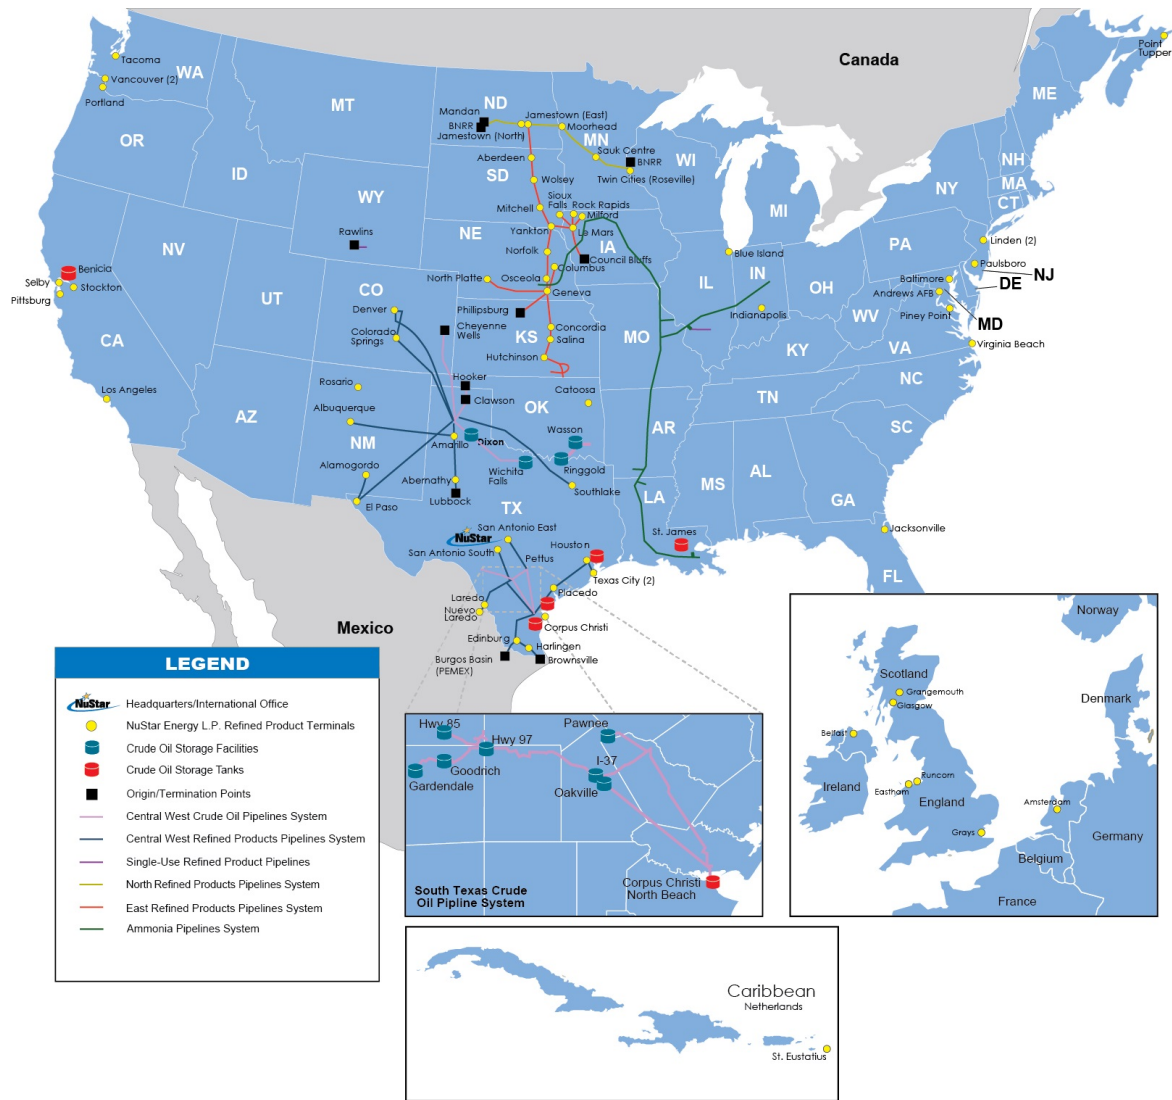 Canada
Point
Tupper
Tacoma
WA
Vancouver (2)
Portland
OR
ID
MT
WY
Rawlins
NV
UT
CA
AZ
CO
NM
ND
Mandan
BNRR
Jamestown (North)
Jamestown (East)
Moorhead
MN
Sauk Centre
BNRR
Twin Cities (Roseville)
WI
Aberdeen
SD
Wolsey
Mitchell
Sioux
Falls
Rock Rapids
Milford
Yankton
Le Mars
NE
Norfolk
IA
Council Bluffs
Columbus
North Platte
Osceola
Geneva
Phillipsburg
KS
Concordia
Salina
Hutchinson
MO
Benicia
Selby
Stockton
Pittsburg
Los Angeles
Denver
Colorado
Springs
Cheyenne
Wells
Hooker
Clawson
Rosario
Albuquerque
Alamogordo
El Paso
Amarillo
Dixon
Abernathy
Lubbock
Wichita
Falls
OK
Catoosa
Wasson
Ringgold
Southlake
TX
AR
LA
MS
AL
TN
KY
IL
IN
Blue Island
Indianapolis
MI
OH
WV
VA
NC
SC
GA
FL
Jacksonville
Virginia Beach
PA
NY
ME
NH
MA
CT
Linden (2)
Paulsboro
NJ
DE
Baltimore
Andrews AFB
Piney Point
MD
St. James
NuStar
San Antonio East
San Antonio South
Pettus
Houston
Texas City (2)
Placedo
Laredo
Nuevo
Laredo
Corpus Christi
Edinburg
Harlingen
Burgos Basin
(PEMEX)
Brownsville
Mexico
LEGEND
NuStar Headquarters/International Office
NuStar Energy L.P. Refined Product Terminals
Crude Oil Storage Facilities
Crude Oil Storage Tanks
Origin/Termination Points
Central West Crude Oil Pipelines System
Central West Refined Products Pipelines System
Single-Use Refined Product Pipelines
North Refined Products Pipelines System
East Refined Products Pipelines System
Ammonia Pipelines System
Hwy 85
Hwy 97
Goodrich
Gardendale
Pawnee
I-37
Oakville
Corpus Christi
North Beach
South Texas Crude
Oil Pipline System
Norway
Scotland
Grangemouth
Glasgow
Denmark
Belfast
Ireland
Runcorn
Eastham
England
Grays
Amsterdam
Germany
Belgium
France
Caribbean
Netherlands
St. Eustatius